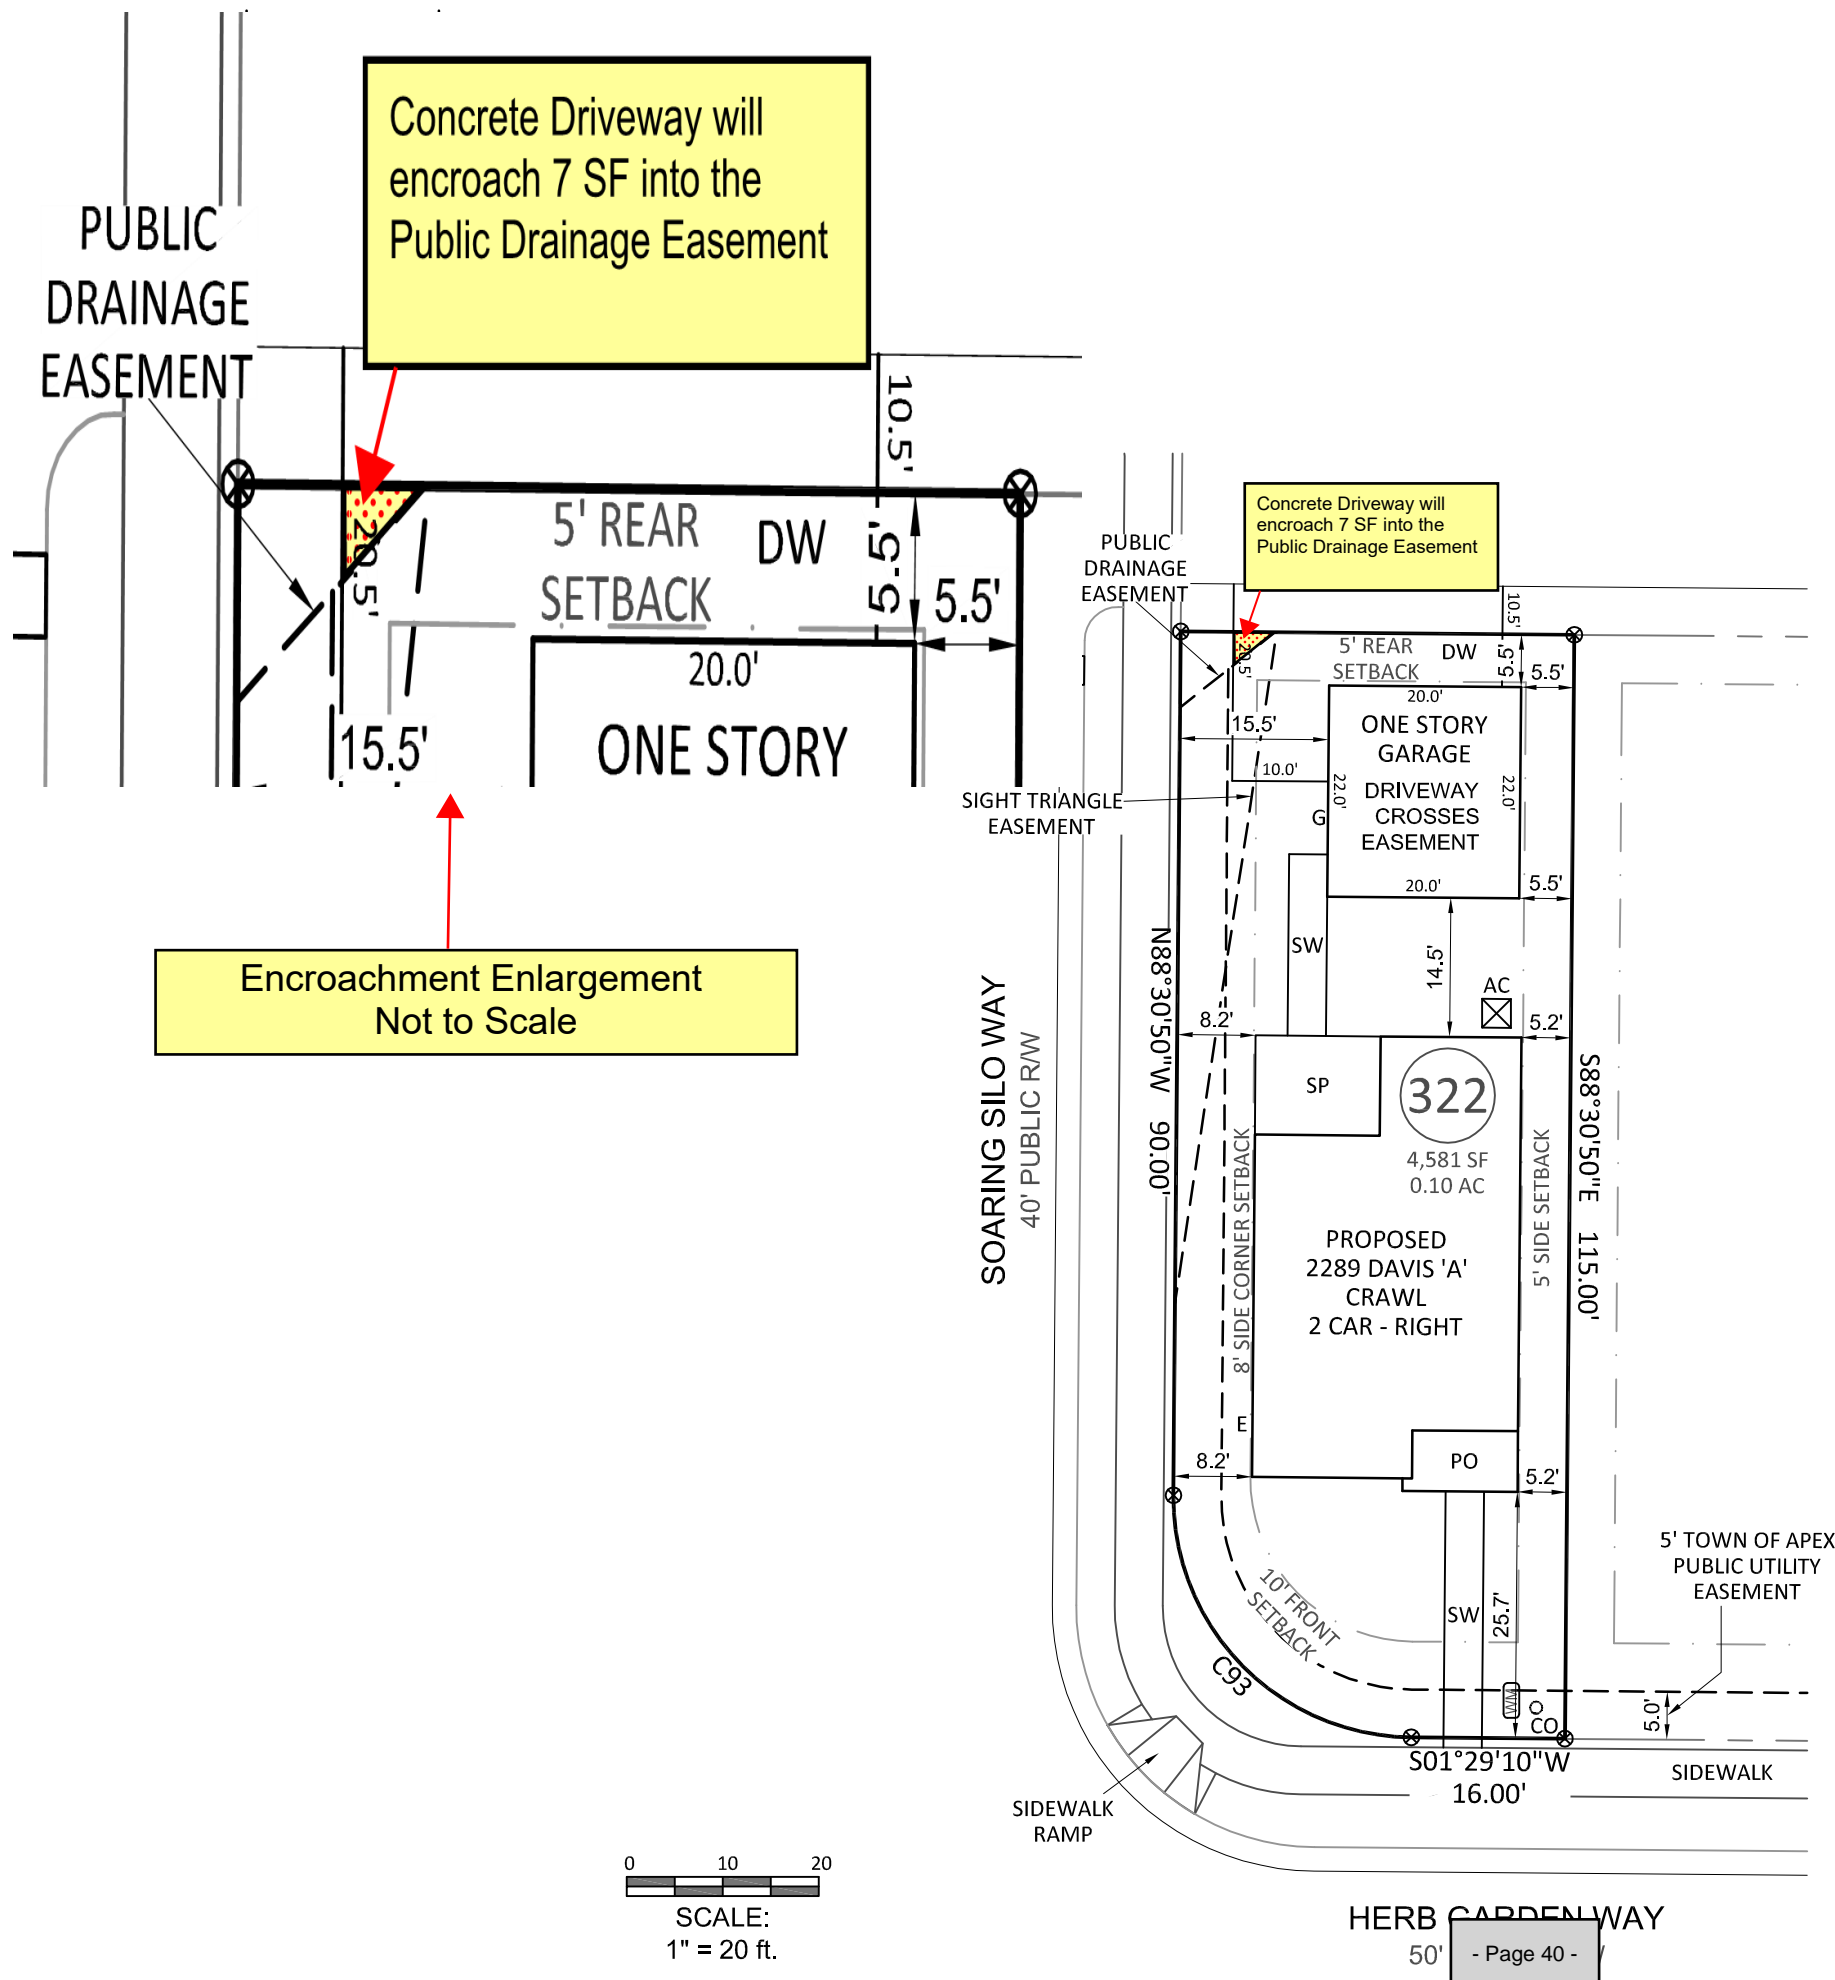 Concrete Driveway will
encroach 7 SF into the
Public Drainage Easement
PUBLIC
DRAINAGE
EASEMENT
10.5'
20.5'
5' REAR
SETBACK
DW
5.5'
5.5'
20.0'
15.5'
ONE STORY
Encroachment Enlargement
Not to Scale
Concrete Driveway will
encroach 7 SF into the
Public Drainage Easement
PUBLIC
DRAINAGE
EASEMENT
10.5'
20.5'
5' REAR
SETBACK
DW
5.5'
5.5'
20.0'
15.5'
ONE STORY
GARAGE
10.0'
22.0'
DRIVEWAY
CROSSES
EASEMENT
22.0'
SIGHT TRIANGLE
EASEMENT
G
20.0'
5.5'
SW
14.5'
AC
N88°30'50"W 90.00'
8.2'
5.2'
SOARING SILO WAY
40' PUBLIC R/W
SP
322
4,581 SF
0.10 AC
S88°30'50"E 115.00'
8' SIDE CORNER SETBACK
5' SIDE SETBACK
PROPOSED
2289 DAVIS 'A'
CRAWL
2 CAR - RIGHT
E
PO
8.2'
5.2'
5' TOWN OF APEX
PUBLIC UTILITY
EASEMENT
10' FRONT
SETBACK
SW
25.7'
C93
WM
CO
5.0'
S01°29'10"W
16.00'
SIDEWALK
SIDEWALK
RAMP
0 10 20
SCALE:
1" = 20 ft.
HERB GARDEN WAY
50'
- Page 40 -